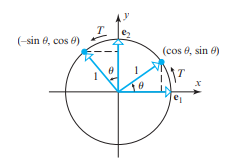 y
T
e₂
(−sin θ, cos θ)
(cos θ, sin θ)
θ
1
1
T
θ
x
e₁